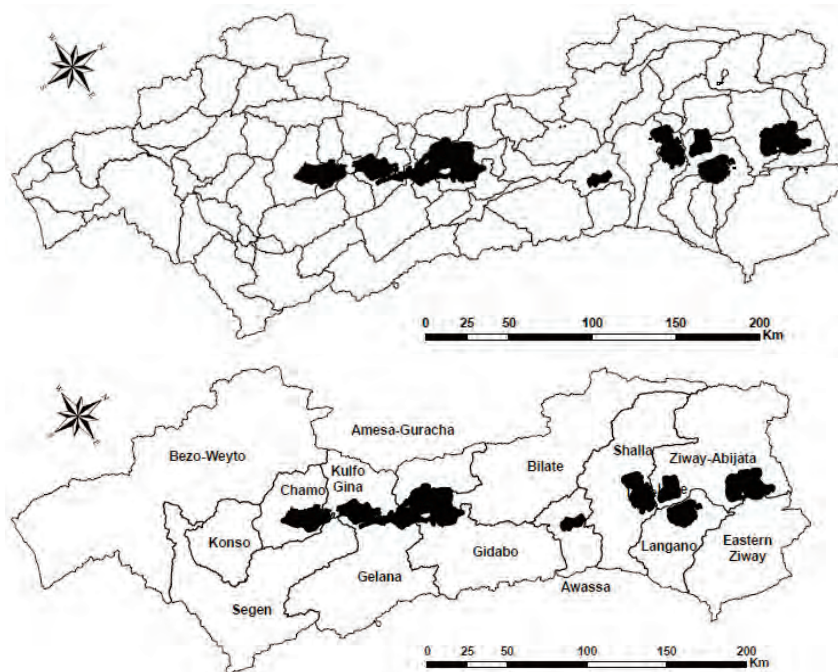 0 25 50 100 150 200
Km
Amesa-Guracha
Bezo-Weyto
Kulfo
Gina
Bilate
Shalla
Ziway-Abijata
Chamo
Konso
Gidabo
Langano
Eastern
Ziway
Gelana
Segen
Awassa
0 25 50 100 150 200
Km